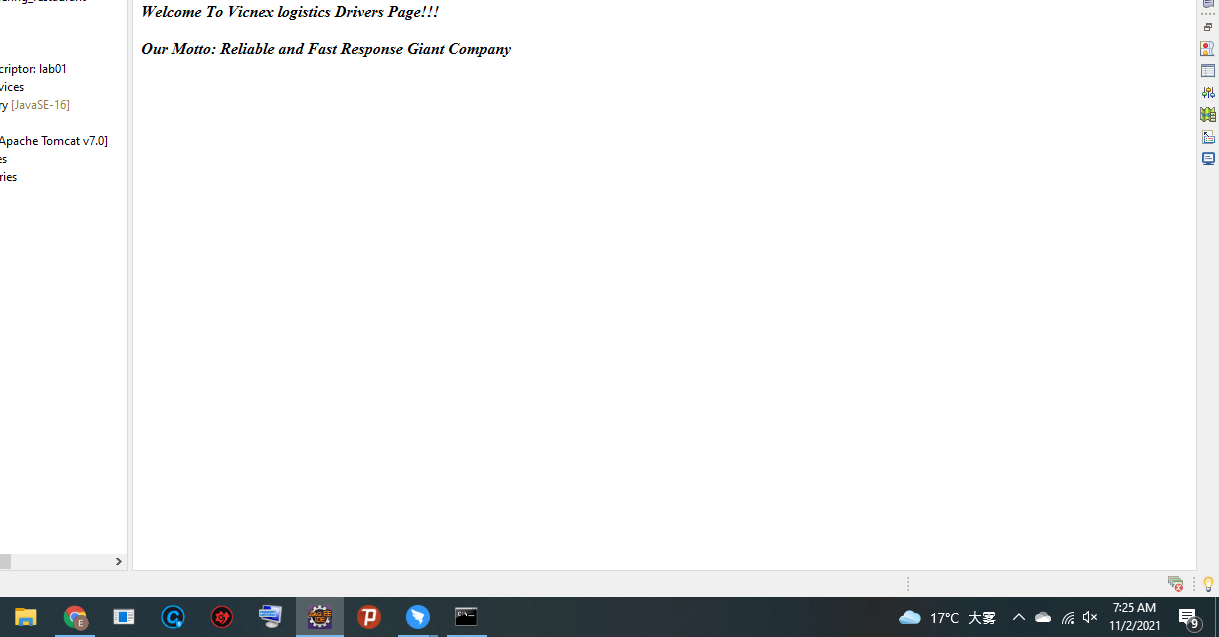 Welcome To Vicnex logistics Drivers Page!!!
Our Motto: Reliable and Fast Response Giant Company
criptor: lab01
vices
ry [JavaSE-16]
Apache Tomcat v7.0]
es
ries
17°C 大雾
7:25 AM
11/2/2021
9